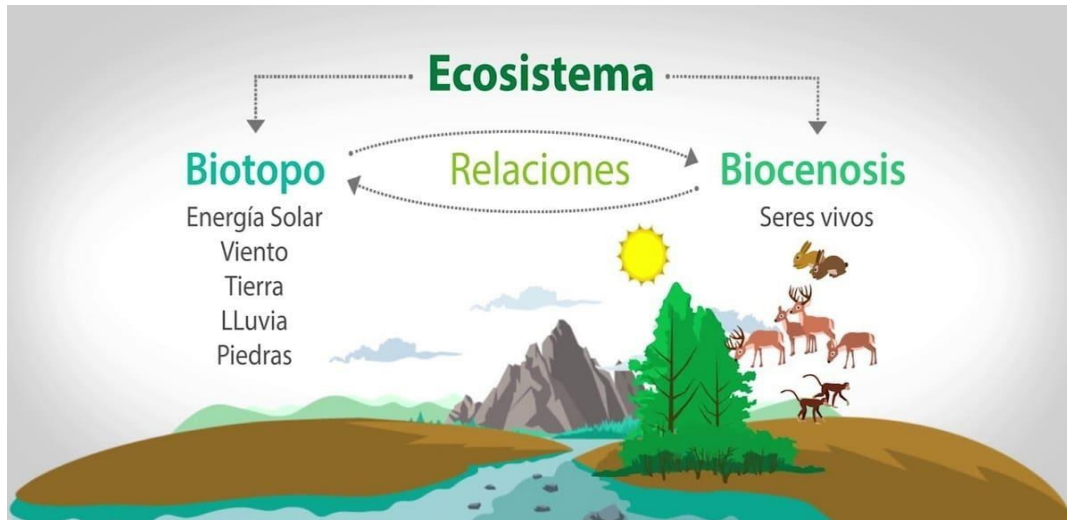 Ecosistema
Biotopo
Relaciones
Biocenosis
Energía Solar
Viento
Tierra
LLuvia
Piedras
Seres vivos